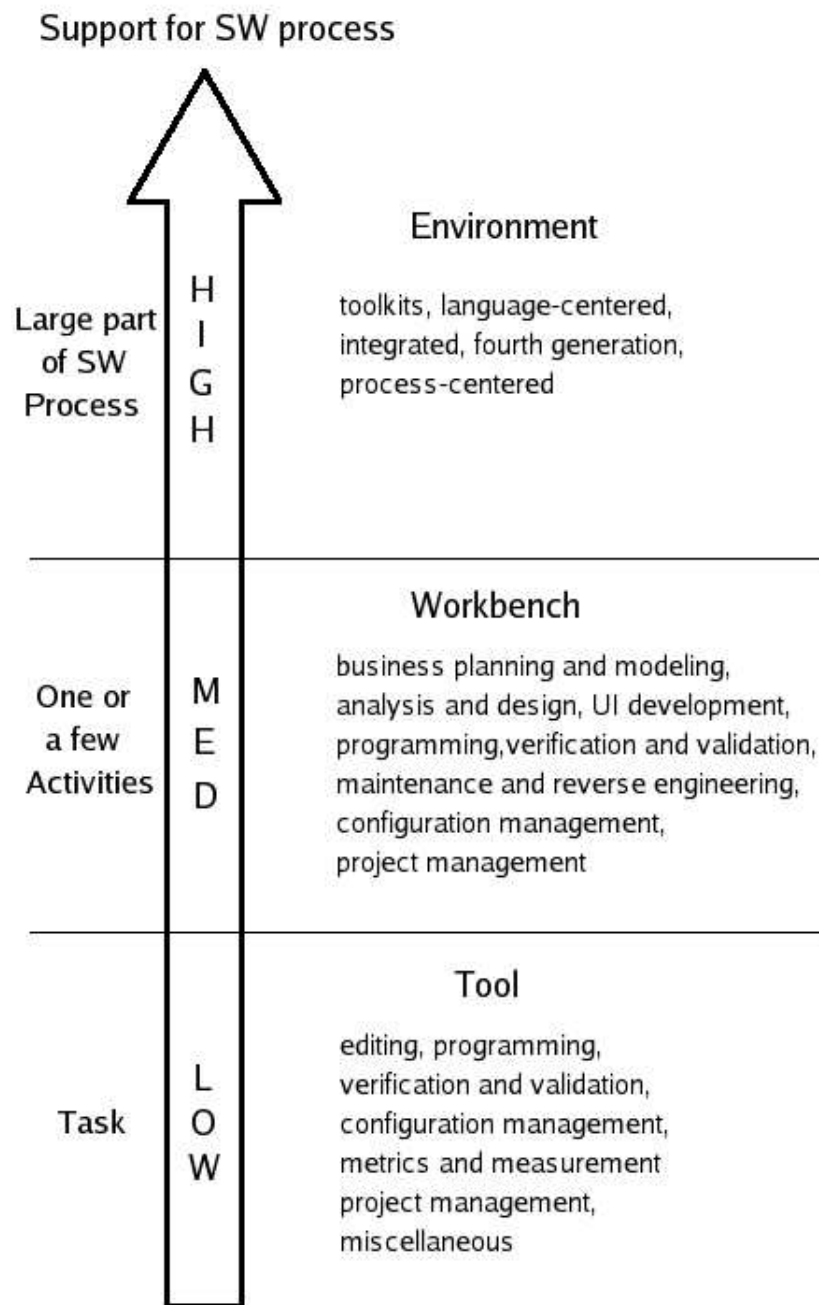 Support for SW process
Large part
of SW
Process
HIGH
Environment
toolkits, language-centered,
integrated, fourth generation,
process-centered
One or
a few
Activities
MED
Workbench
business planning and modeling,
analysis and design, UI development,
programming,verification and validation,
maintenance and reverse engineering,
configuration management,
project management
Task
LOW
Tool
editing, programming,
verification and validation,
configuration management,
metrics and measurement
project management,
miscellaneous